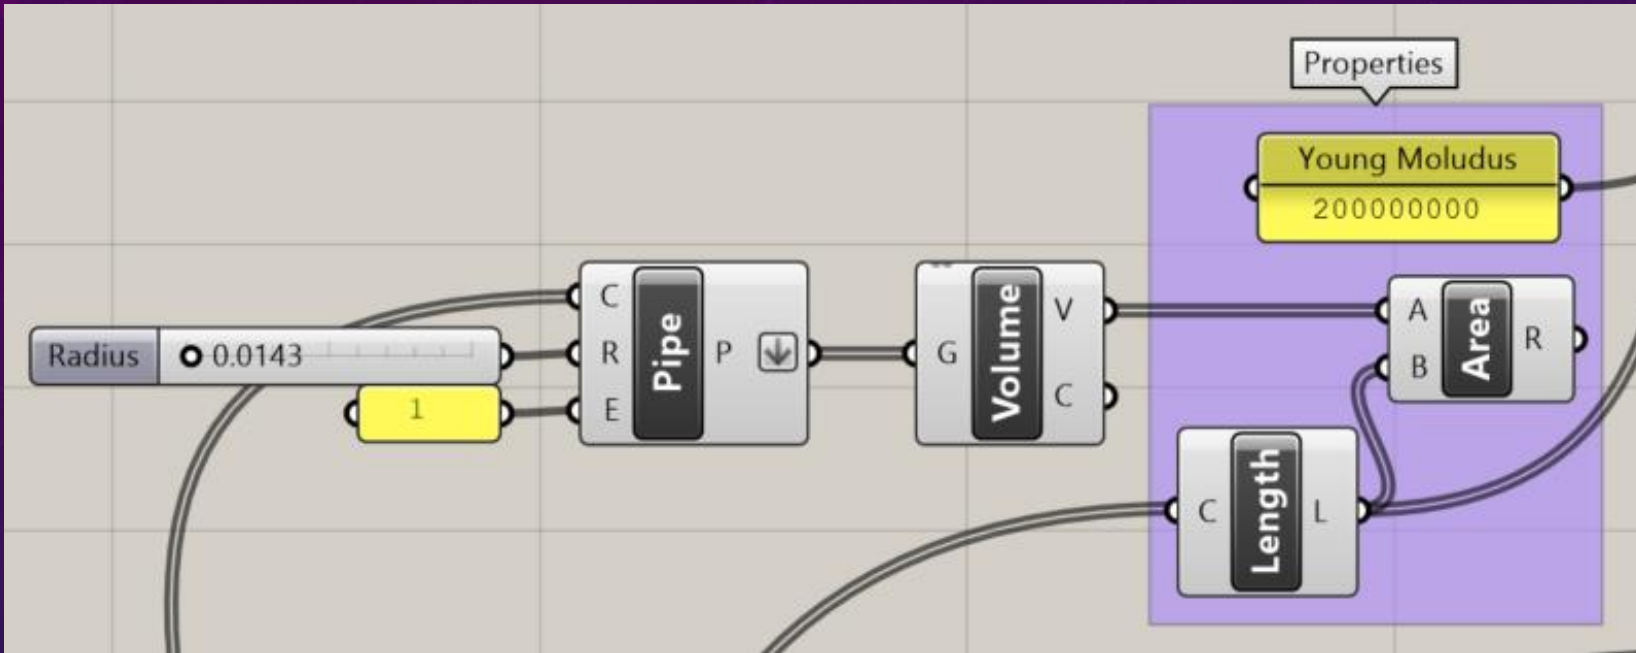 Properties
Young Moludus
200000000
Radius
0.0143
1
C
R
E
Pipe
P
G
Volume
V
C
A
B
Area
R
C
Length
L